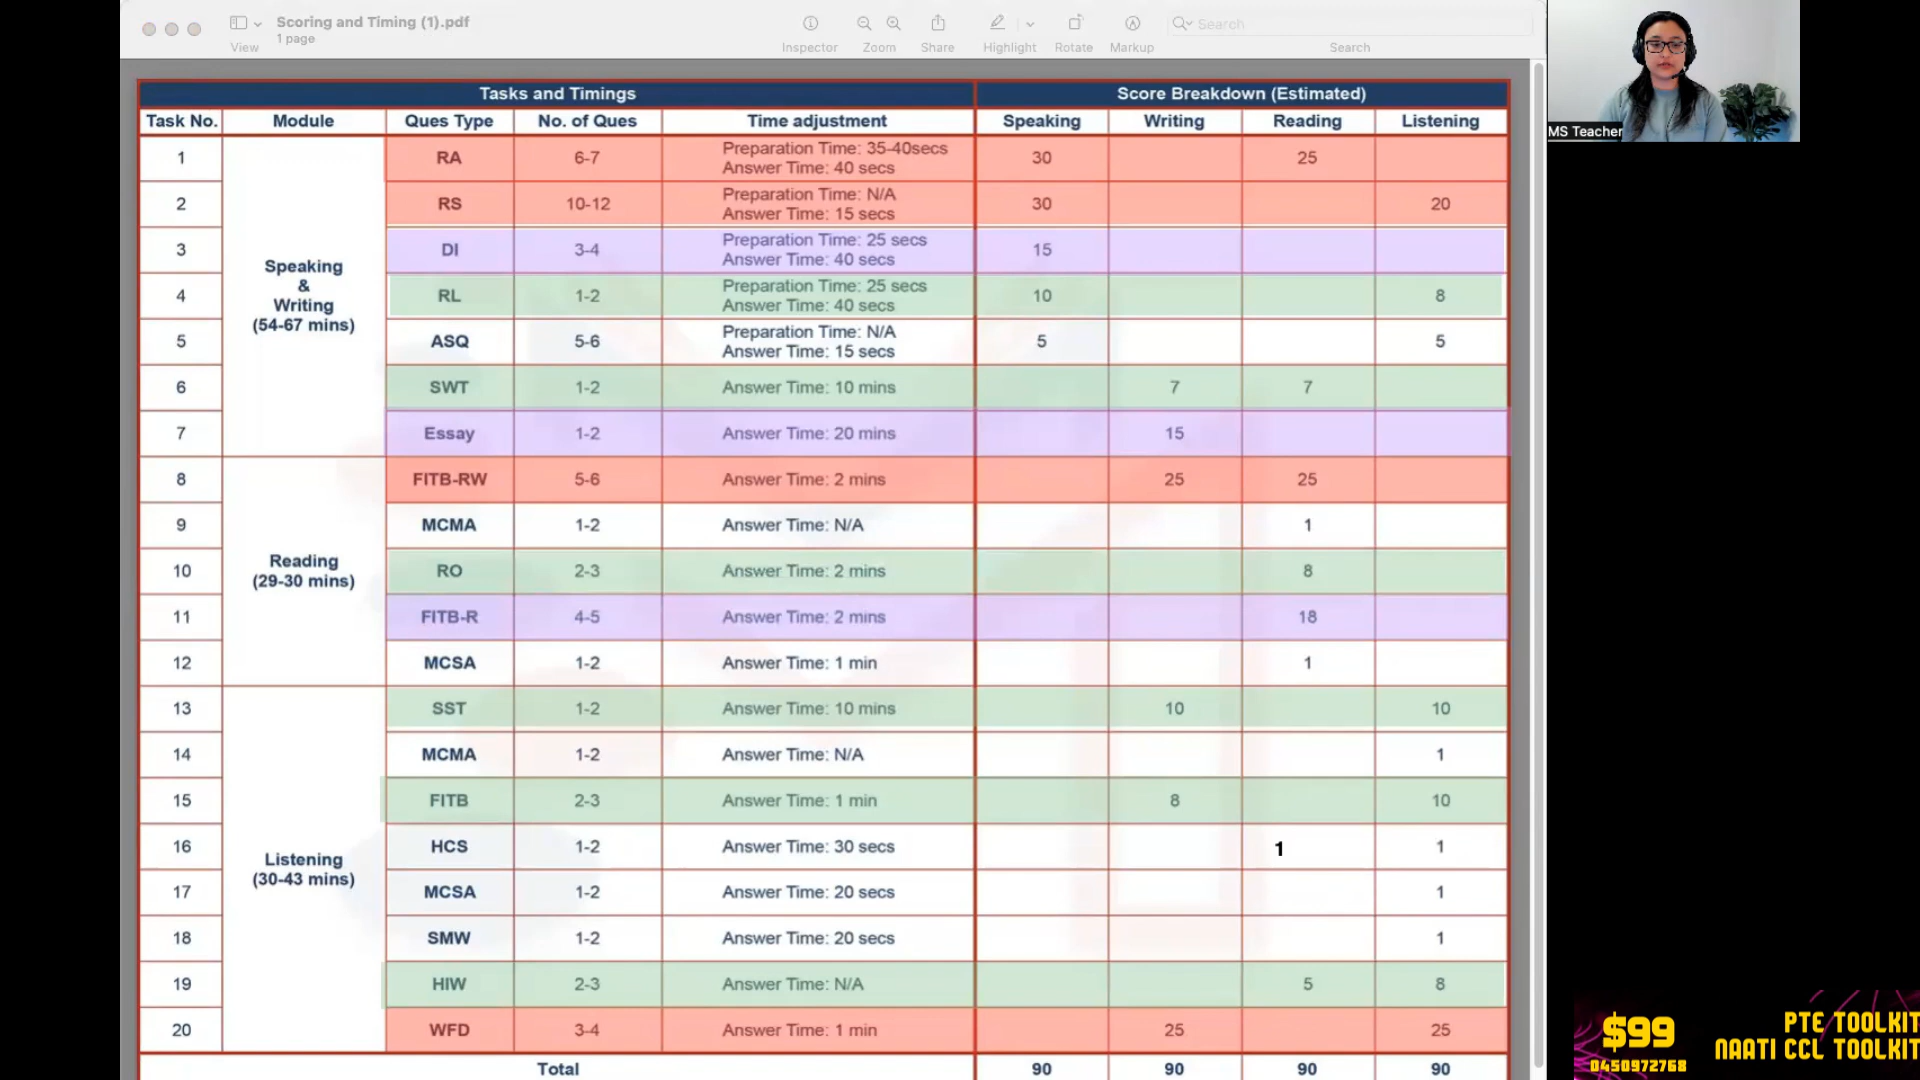 Scoring and Timing (1).pdf
1 page
View
Inspector
Zoom
Share
Highlight
Rotate
Markup
Search
Search
MS Teacher
Tasks and Timings Score Breakdown (Estimated)
Task No. Module Ques Type No. of Ques Time adjustment Speaking Writing Reading Listening
Speaking
&
Writing
(54-67 mins)
1 RA 6-7 Preparation Time: 35-40secs
Answer Time: 40 secs 30 25
2 RS 10-12 Preparation Time: N/A
Answer Time: 15 secs 30 20
3 DI 3-4 Preparation Time: 25 secs
Answer Time: 40 secs 15
4 RL 1-2 Preparation Time: 25 secs
Answer Time: 40 secs 10 8
5 ASQ 5-6 Preparation Time: N/A
Answer Time: 15 secs 5 5
6 SWT 1-2 Answer Time: 10 mins 7 7
7 Essay 1-2 Answer Time: 20 mins 15
Reading
(29-30 mins)
8 FITB-RW 5-6 Answer Time: 2 mins 25 25
9 MCMA 1-2 Answer Time: N/A 1
10 RO 2-3 Answer Time: 2 mins 8
11 FITB-R 4-5 Answer Time: 2 mins 18
12 MCSA 1-2 Answer Time: 1 min 1
Listening
(30-43 mins)
13 SST 1-2 Answer Time: 10 mins 10 10
14 MCMA 1-2 Answer Time: N/A 1
15 FITB 2-3 Answer Time: 1 min 8 10
16 HCS 1-2 Answer Time: 30 secs 1 1
17 MCSA 1-2 Answer Time: 20 secs 1
18 SMW 1-2 Answer Time: 20 secs 1
19 HIW 2-3 Answer Time: N/A 5 8
20 WFD 3-4 Answer Time: 1 min 25 25
Total 90 90 90 90
$99
0450972768
PTE TOOLKIT
NAATI CCL TOOLKIT